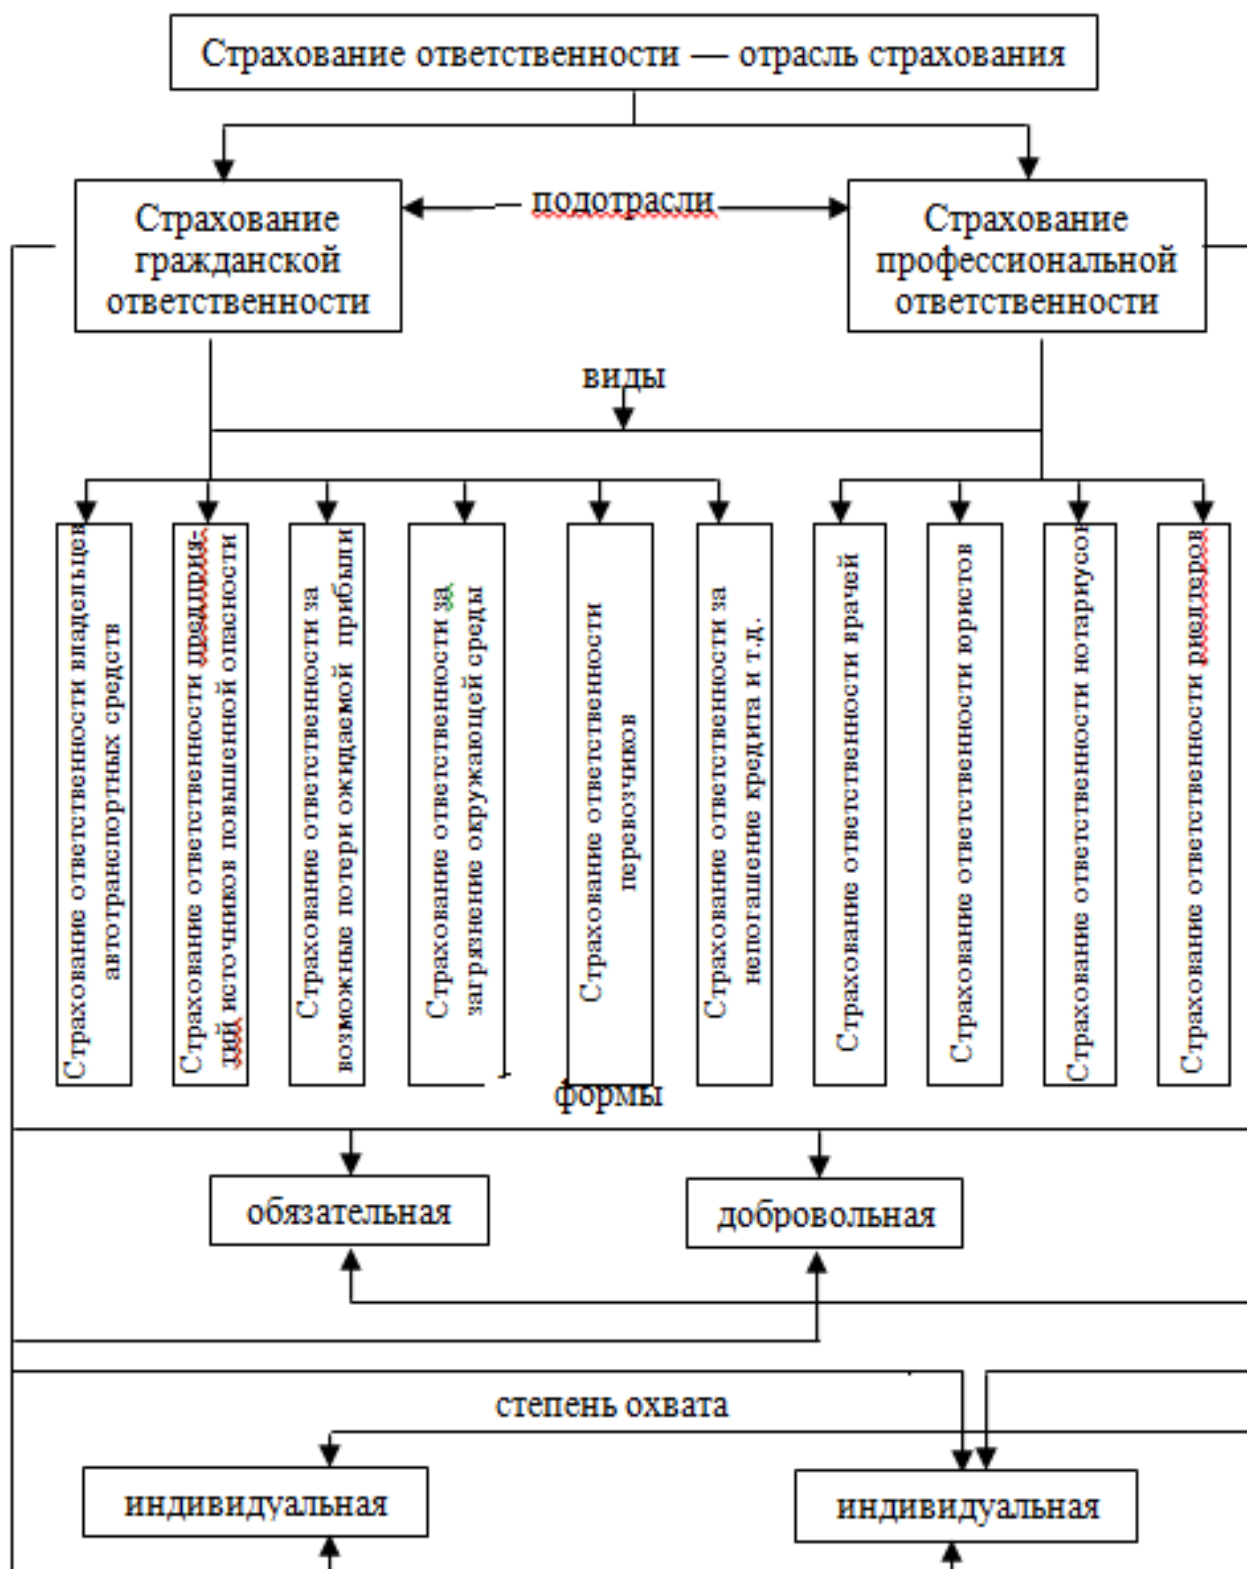 Страхование ответственности — отрасль страхования
подотрасли
Страхование
гражданской
ответственности
Страхование
профессиональной
ответственности
виды
Страхование ответственности владельцев
автотранспортных средств
Страхование ответственности предприя-
тий источников повышенной опасности
Страхование ответственности за
возможные потери ожидаемой прибыли
Страхование ответственности за
загрязнение окружающей среды
Страхование ответственности
перевозчиков
Страхование ответственности за
непогашение кредита и т.д.
Страхование ответственности врачей
Страхование ответственности юристов
Страхование ответственности нотариусов
Страхование ответственности риелтеров
формы
обязательная
добровольная
степень охвата
индивидуальная
индивидуальная